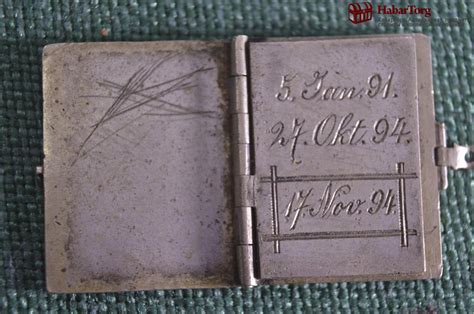 HabarTorg
5. Jan. 91.
27. Okt. 94.
17. Nov. 94.